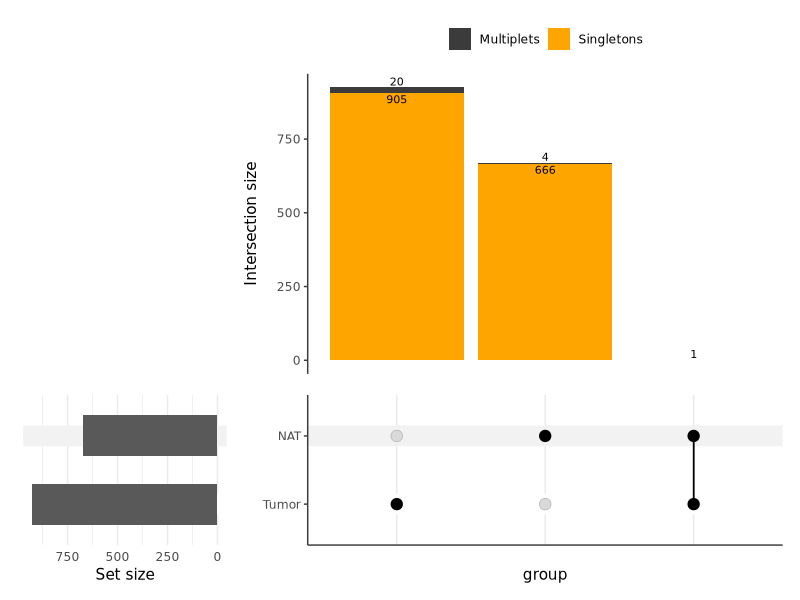 Multiplets Singletons
20
905
4
666
1
Intersection size
750
500
250
0
NAT
Tumor
750 500 250 0
Set size
group